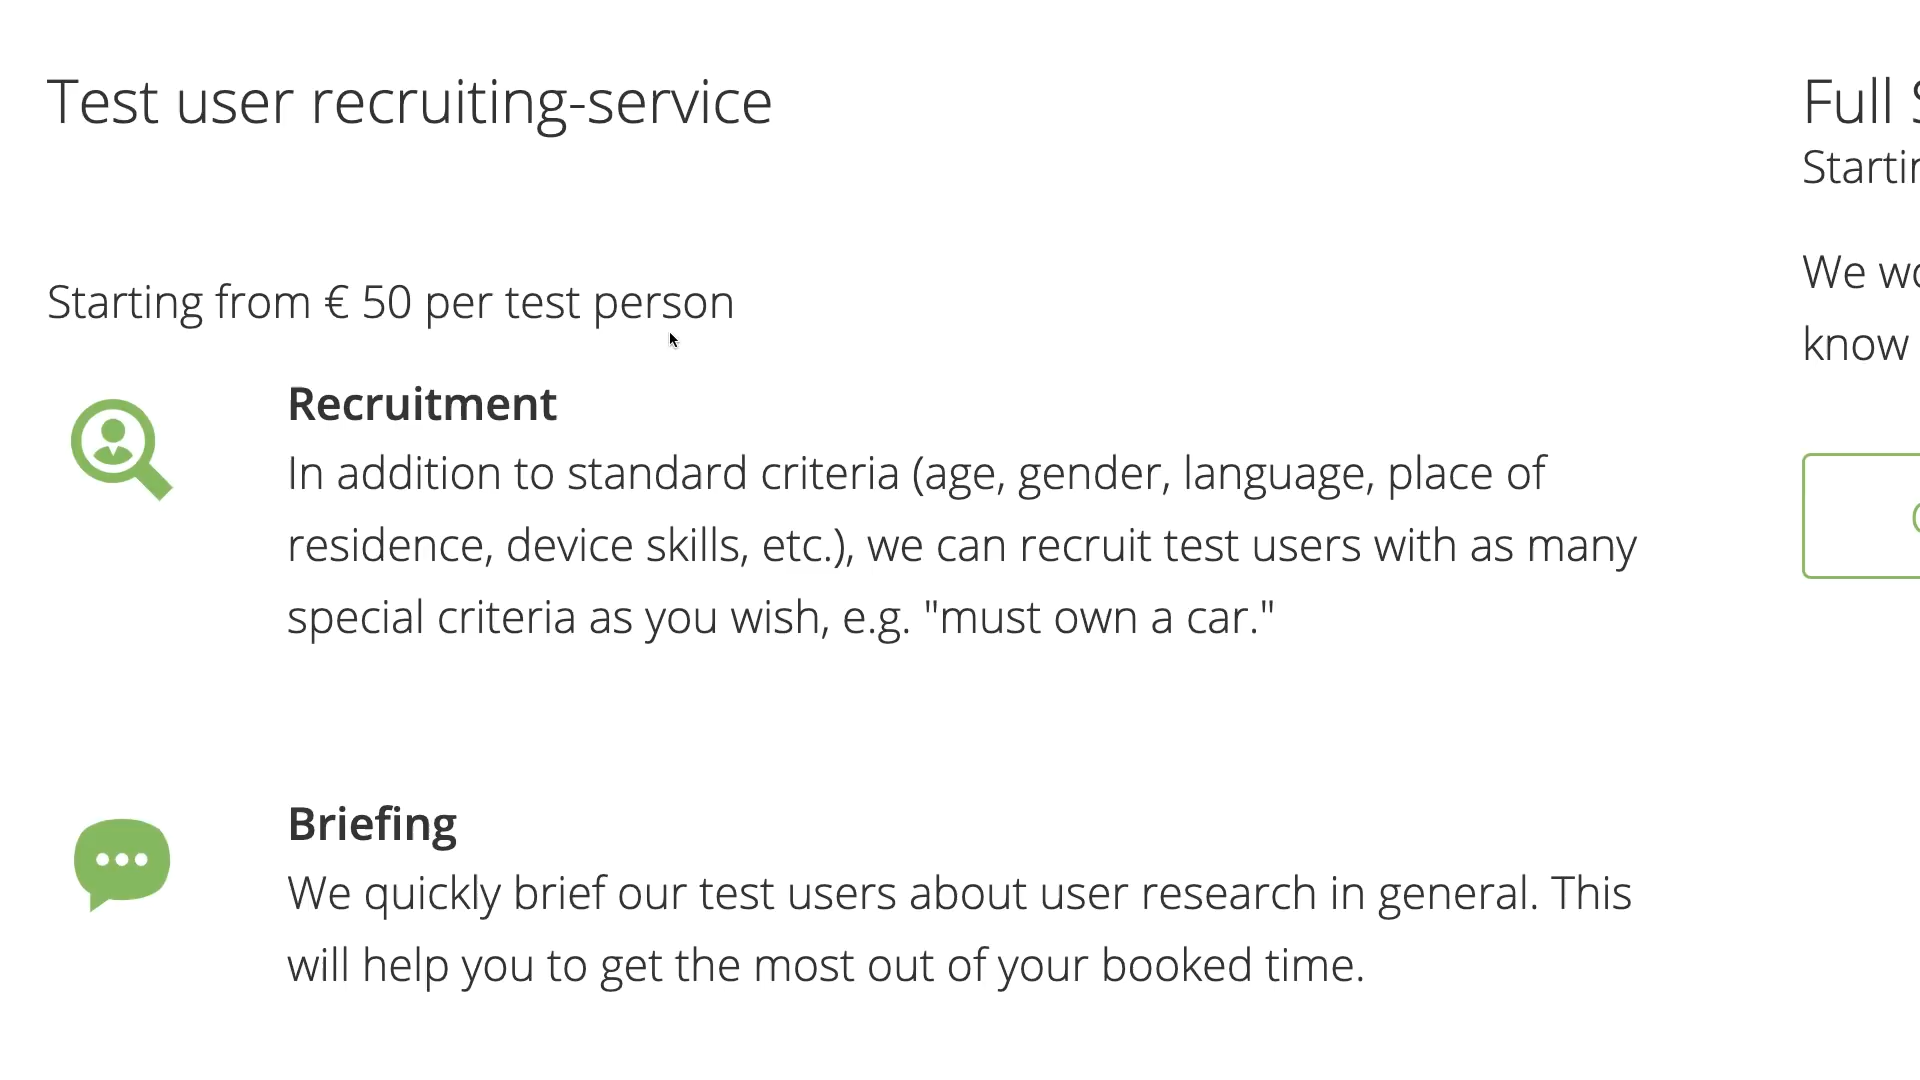 Test user recruiting-service
Starting from € 50 per test person
Recruitment
In addition to standard criteria (age, gender, language, place of
residence, device skills, etc.), we can recruit test users with as many
special criteria as you wish, e.g. "must own a car."
Briefing
We quickly brief our test users about user research in general. This
will help you to get the most out of your booked time.
Full
We
know